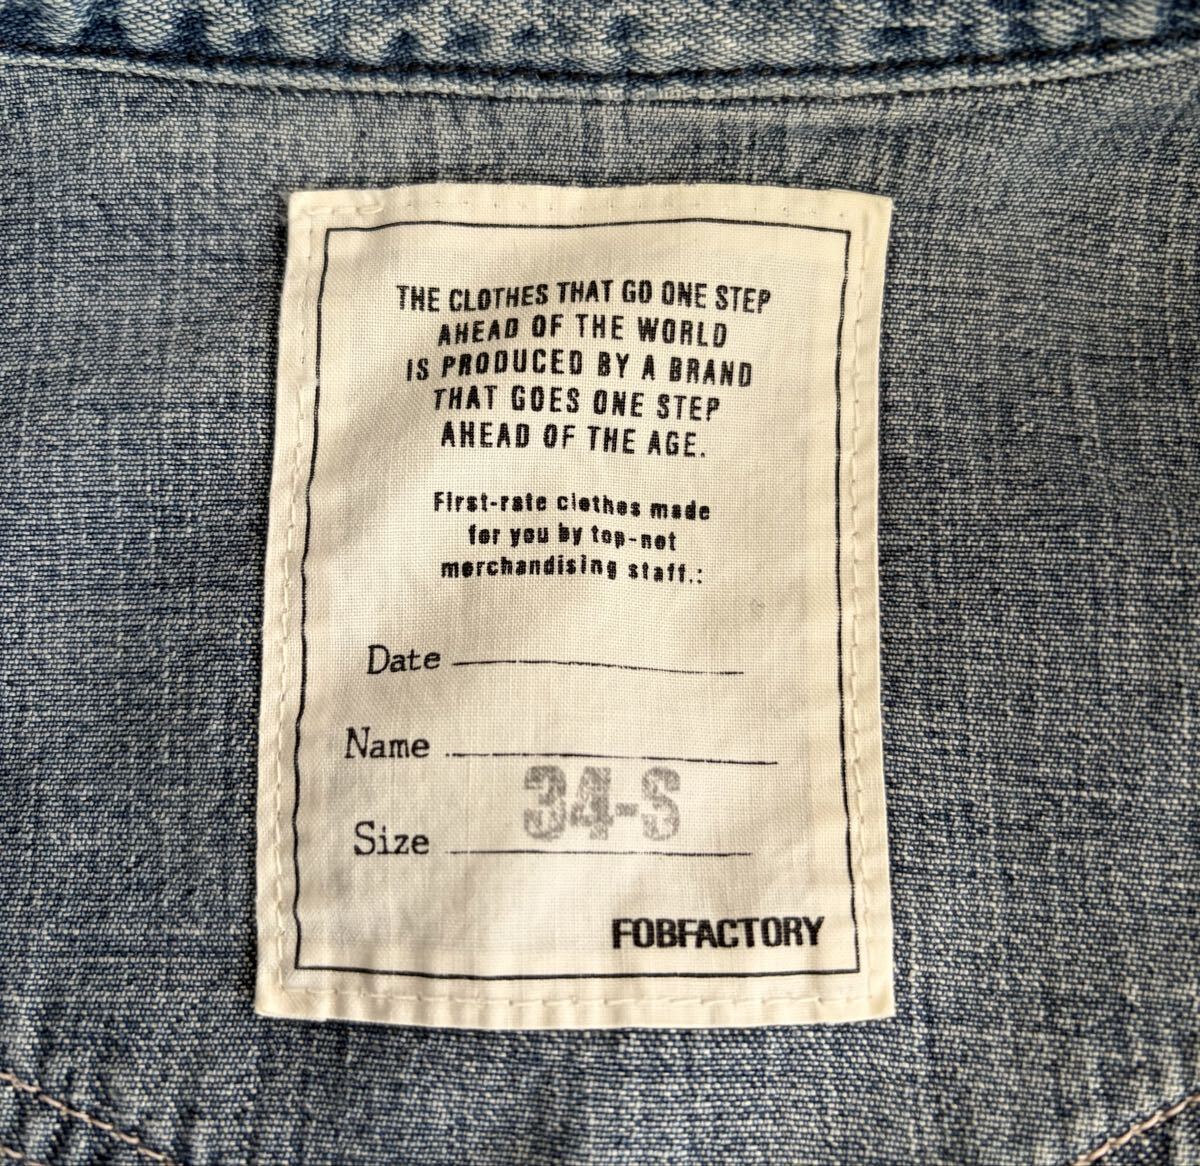 THE CLOTHES THAT GO ONE STEP
AHEAD OF THE WORLD
IS PRODUCED BY A BRAND
THAT GOES ONE STEP
AHEAD OF THE AGE.
First-rate clothes made
for you by top-not
merchandising staff.:
Date
Name
Size 34-S
FOBFACTORY